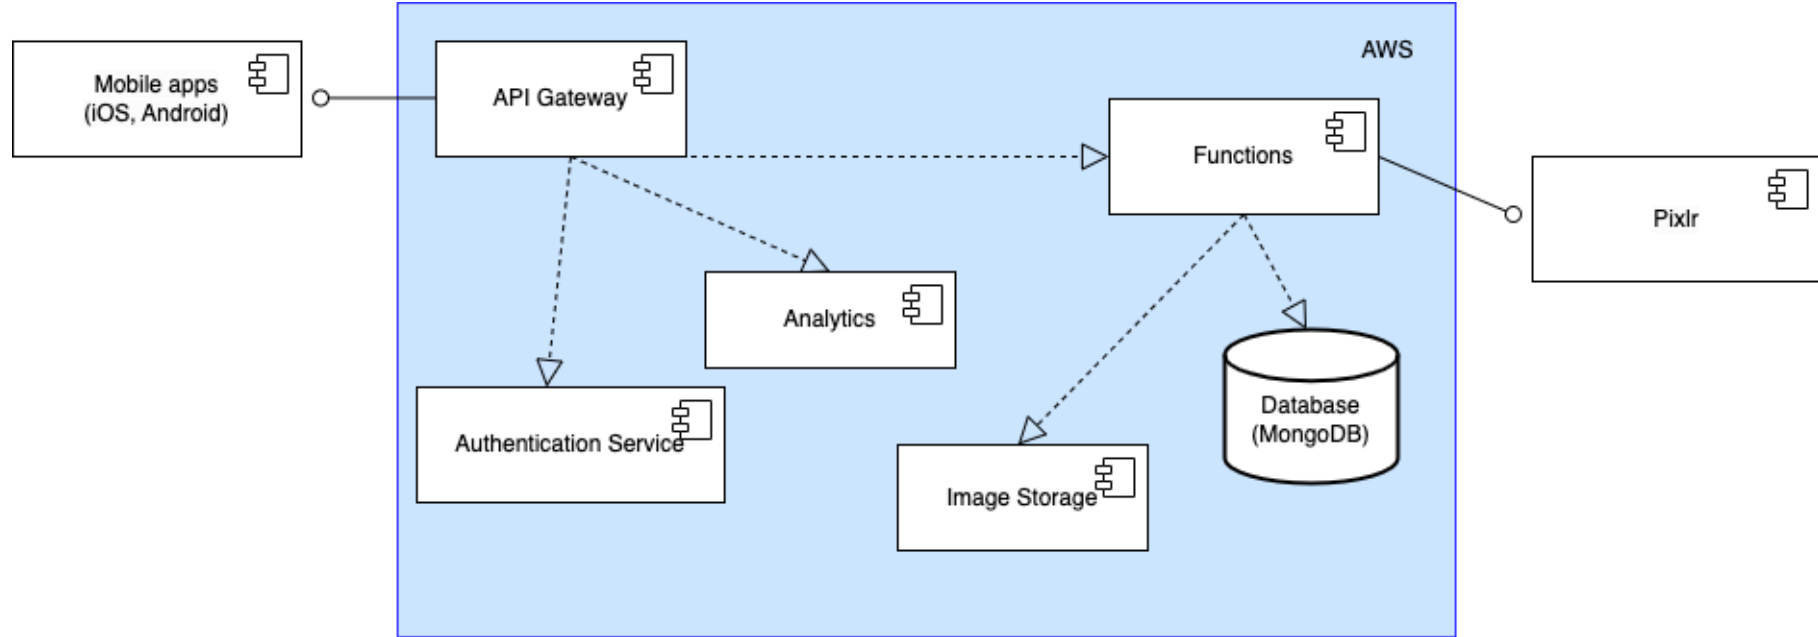 AWS
Mobile apps
(iOS, Android)
API Gateway
Functions
Pixlr
Analytics
Authentication Service
Database
(MongoDB)
Image Storage